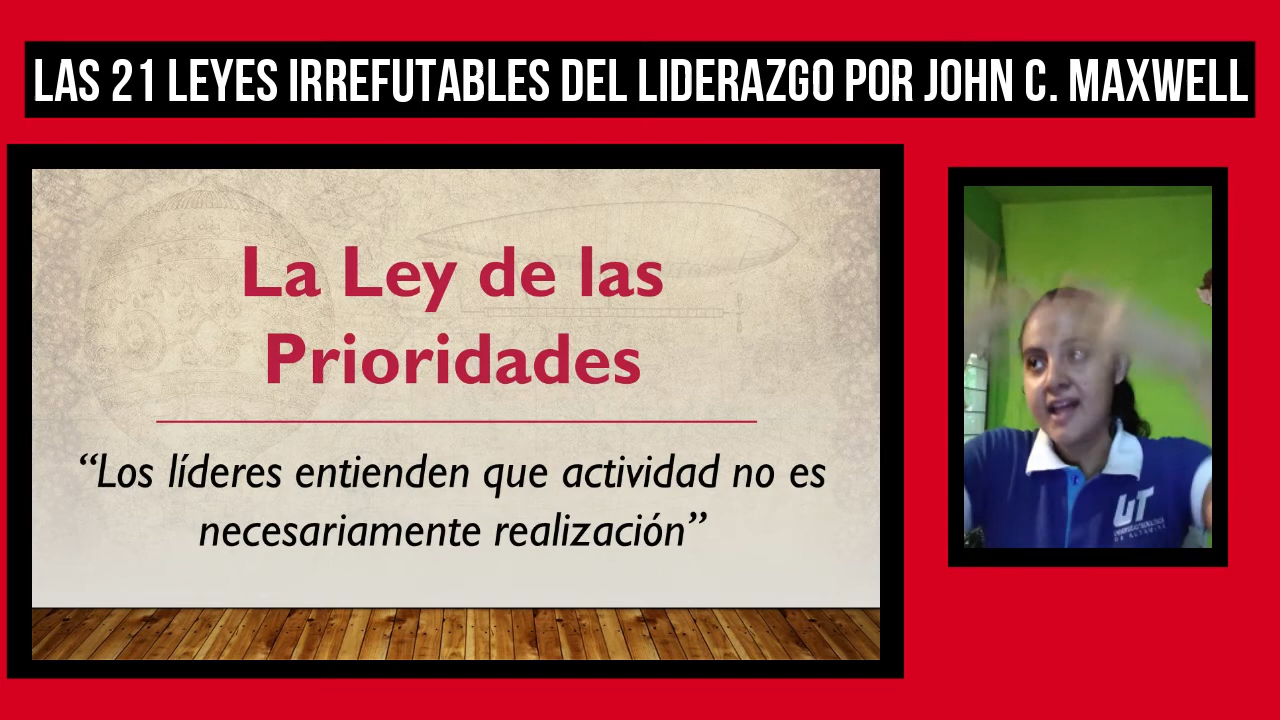 LAS 21 LEYES IRREFUTABLES DEL LIDERAZGO POR JOHN C. MAXWELL
La Ley de las
Prioridades
“Los líderes entienden que actividad no es
necesariamente realización”
UT